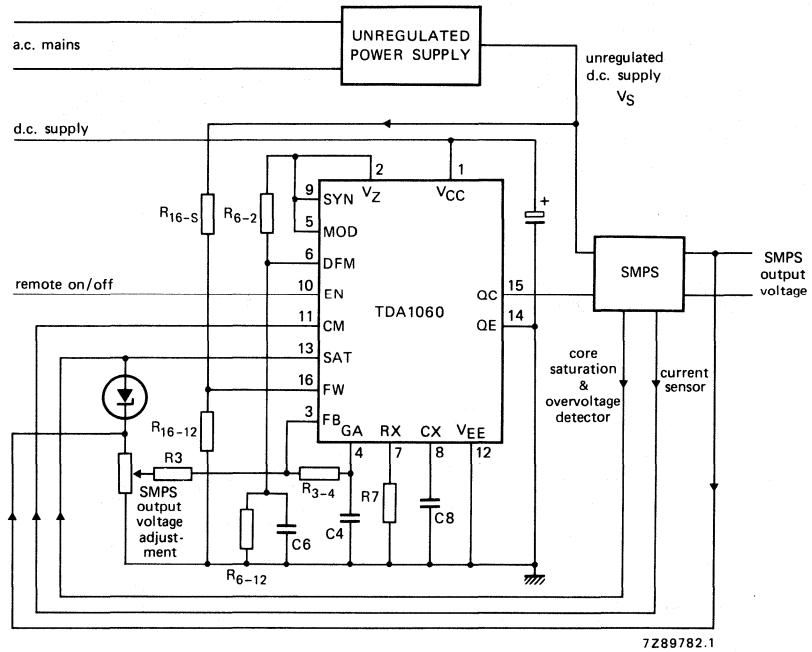 UNREGULATED
POWER SUPPLY
a.c. mains
unregulated
d.c. supply
VS
d.c. supply
2
1
VZ
VCC
+
9
SYN
R16-S
R6-2
5
MOD
6
DFM
SMPS
SMPS
output
voltage
remote on/off
10
EN
TDA1060
QC
15
11
CM
QE
14
13
SAT
core
saturation
&
overvoltage
detector
current
sensor
16
FW
R16-12
3
FB
GA
RX
CX
VEE
4
7
8
12
R3
R3-4
R7
SMPS
output
voltage
adjust-
ment
C6
C4
C8
R6-12
7Z89782.1